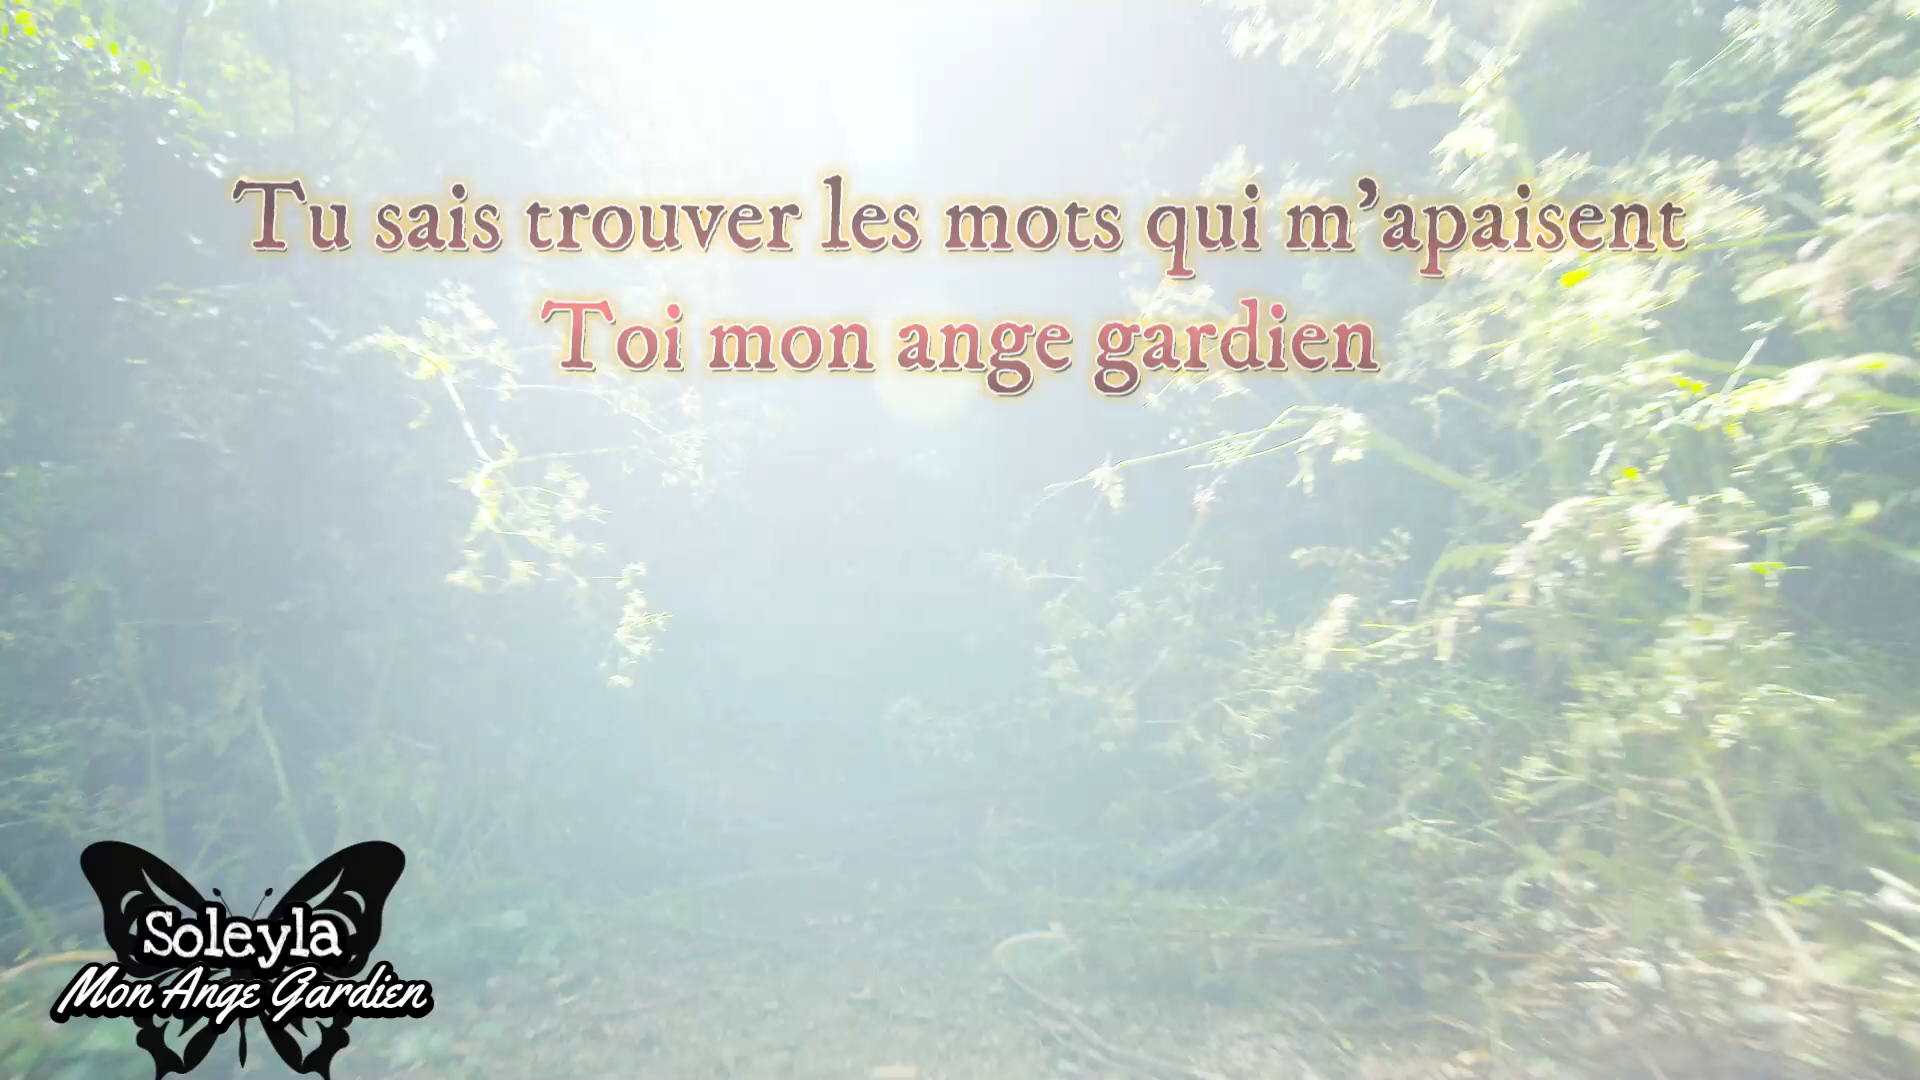 Tu sais trouver les mots qui m'apaisent
Toi mon ange gardien
Soleyla
Mon Ange Gardien